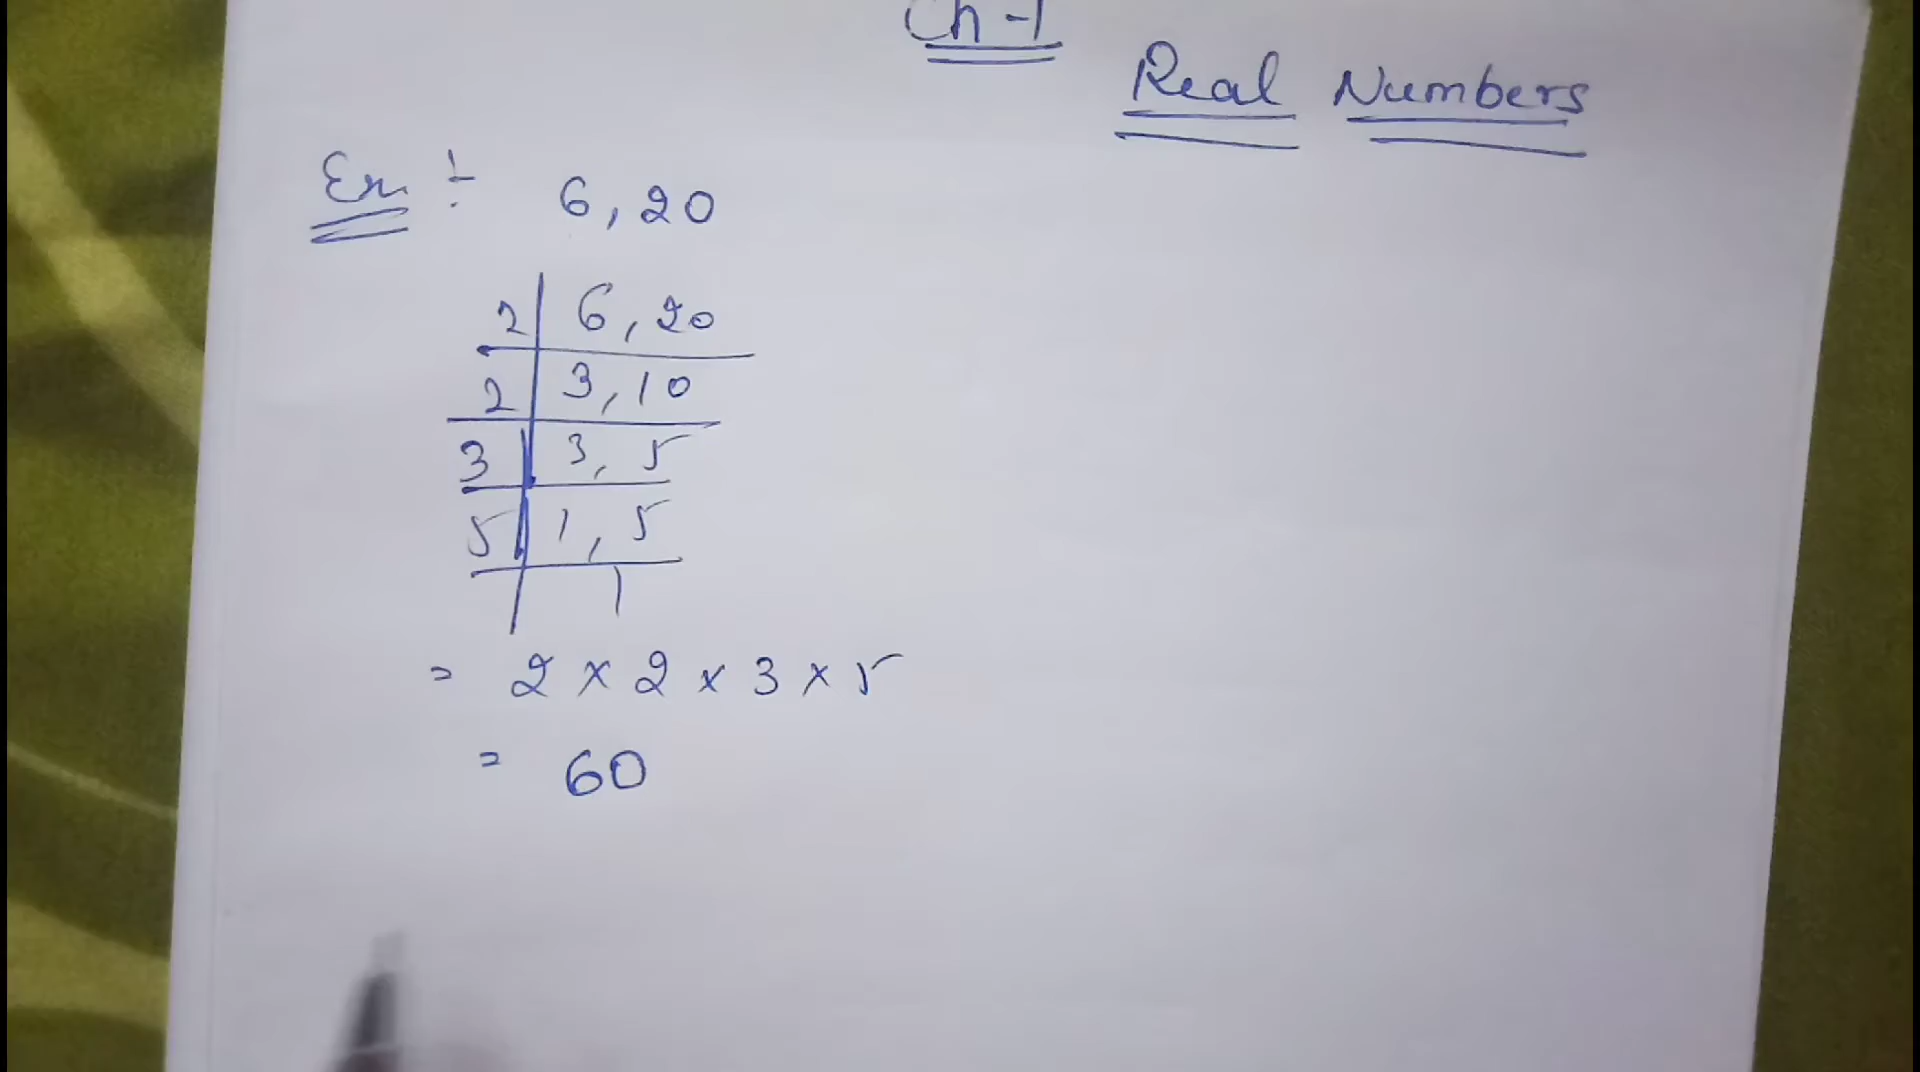 Ch-1
Real Numbers
Ex :- 6, 20
2 | 6, 20
2 | 3, 10
3 | 3, 5
5 | 1, 5
| 1
= 2 x 2 x 3 x 5
= 60